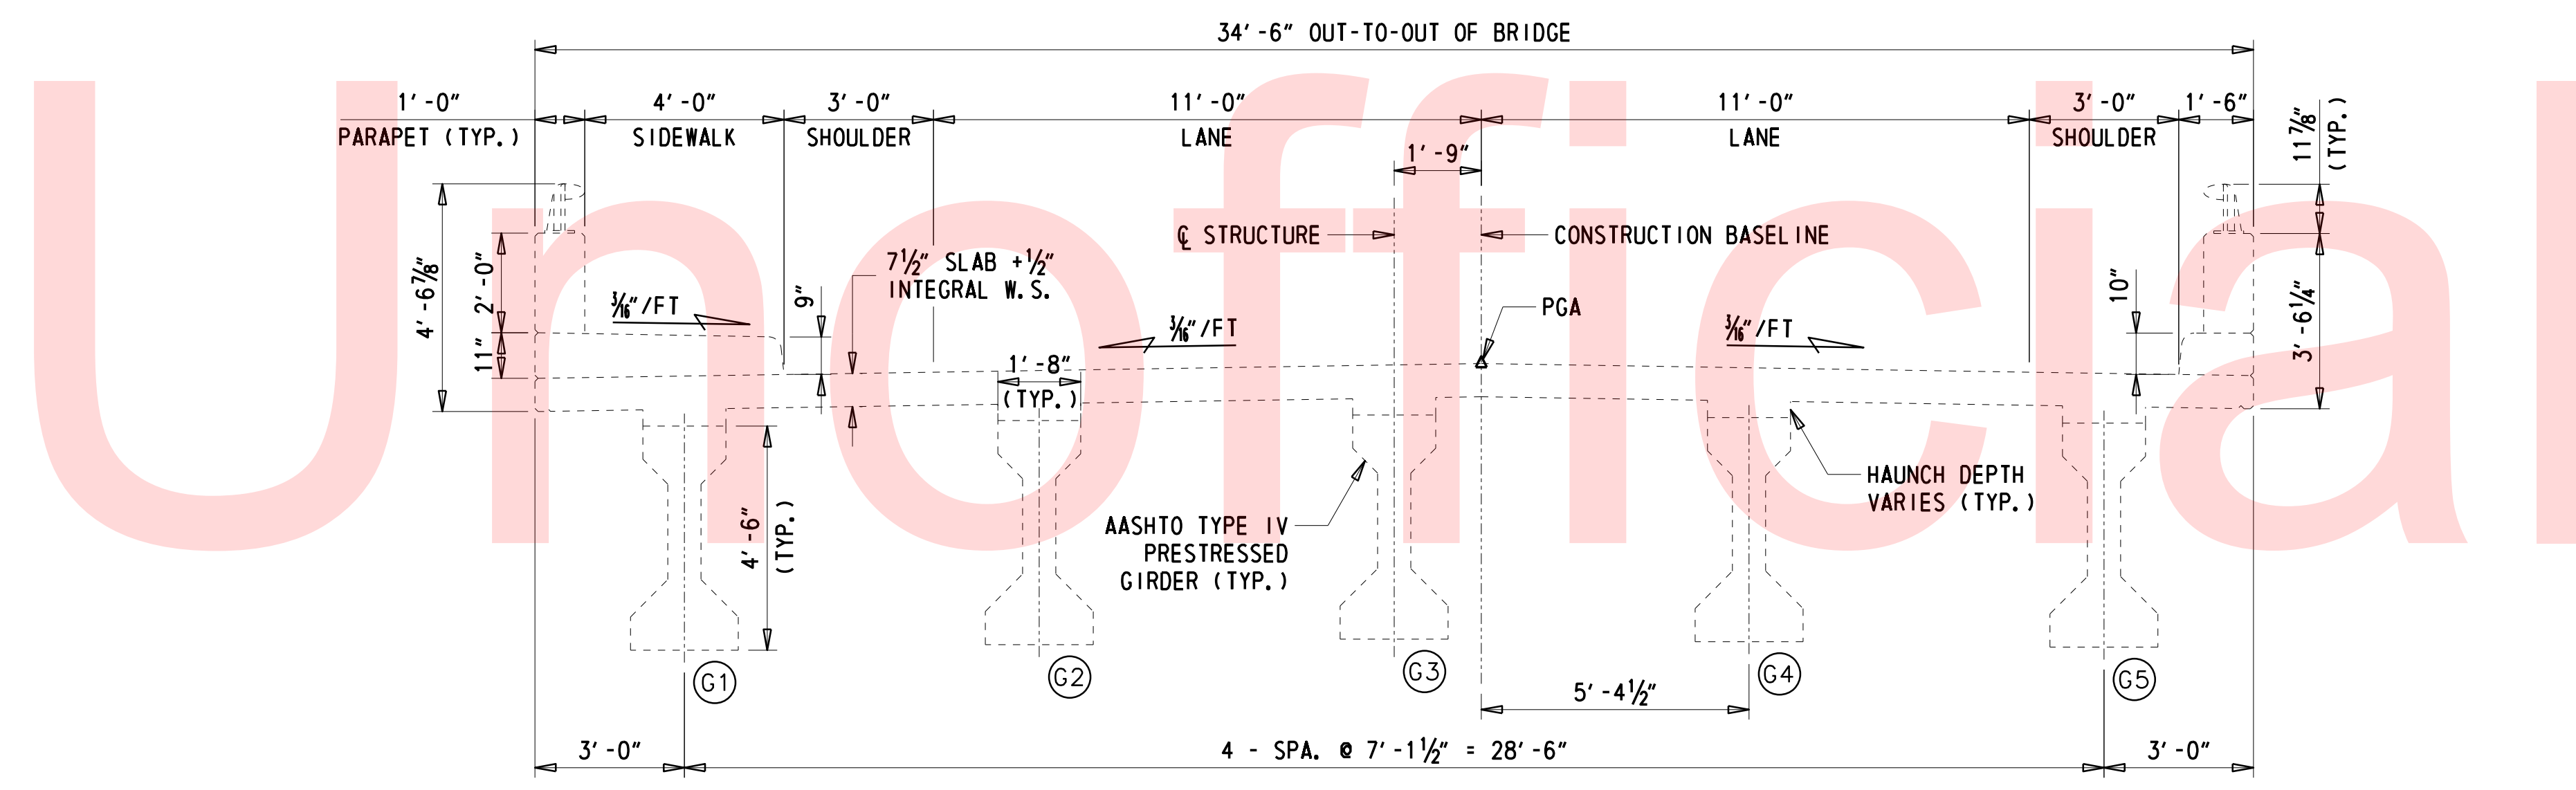 34'-6" OUT-TO-OUT OF BRIDGE
1'-0"
4'-0"
3'-0"
11'-0"
11'-0"
3'-0"
1'-6"
PARAPET (TYP.)
SIDEWALK
SHOULDER
LANE
LANE
SHOULDER
11⅞"
(TYP.)
1'-9"
℄ STRUCTURE
CONSTRUCTION BASELINE
4'-6⅞"
2'-0"
11"
3/16"/FT
9"
7½" SLAB +½"
INTEGRAL W.S.
3/16"/FT
PGA
3/16"/FT
10"
3'-6¼"
1'-8"
(TYP.)
4'-6"
(TYP.)
AASHTO TYPE IV
PRESTRESSED
GIRDER (TYP.)
HAUNCH DEPTH
VARIES (TYP.)
G1
G2
G3
G4
G5
5'-4½"
3'-0"
4 - SPA. @ 7'-1½" = 28'-6"
3'-0"
Unofficial